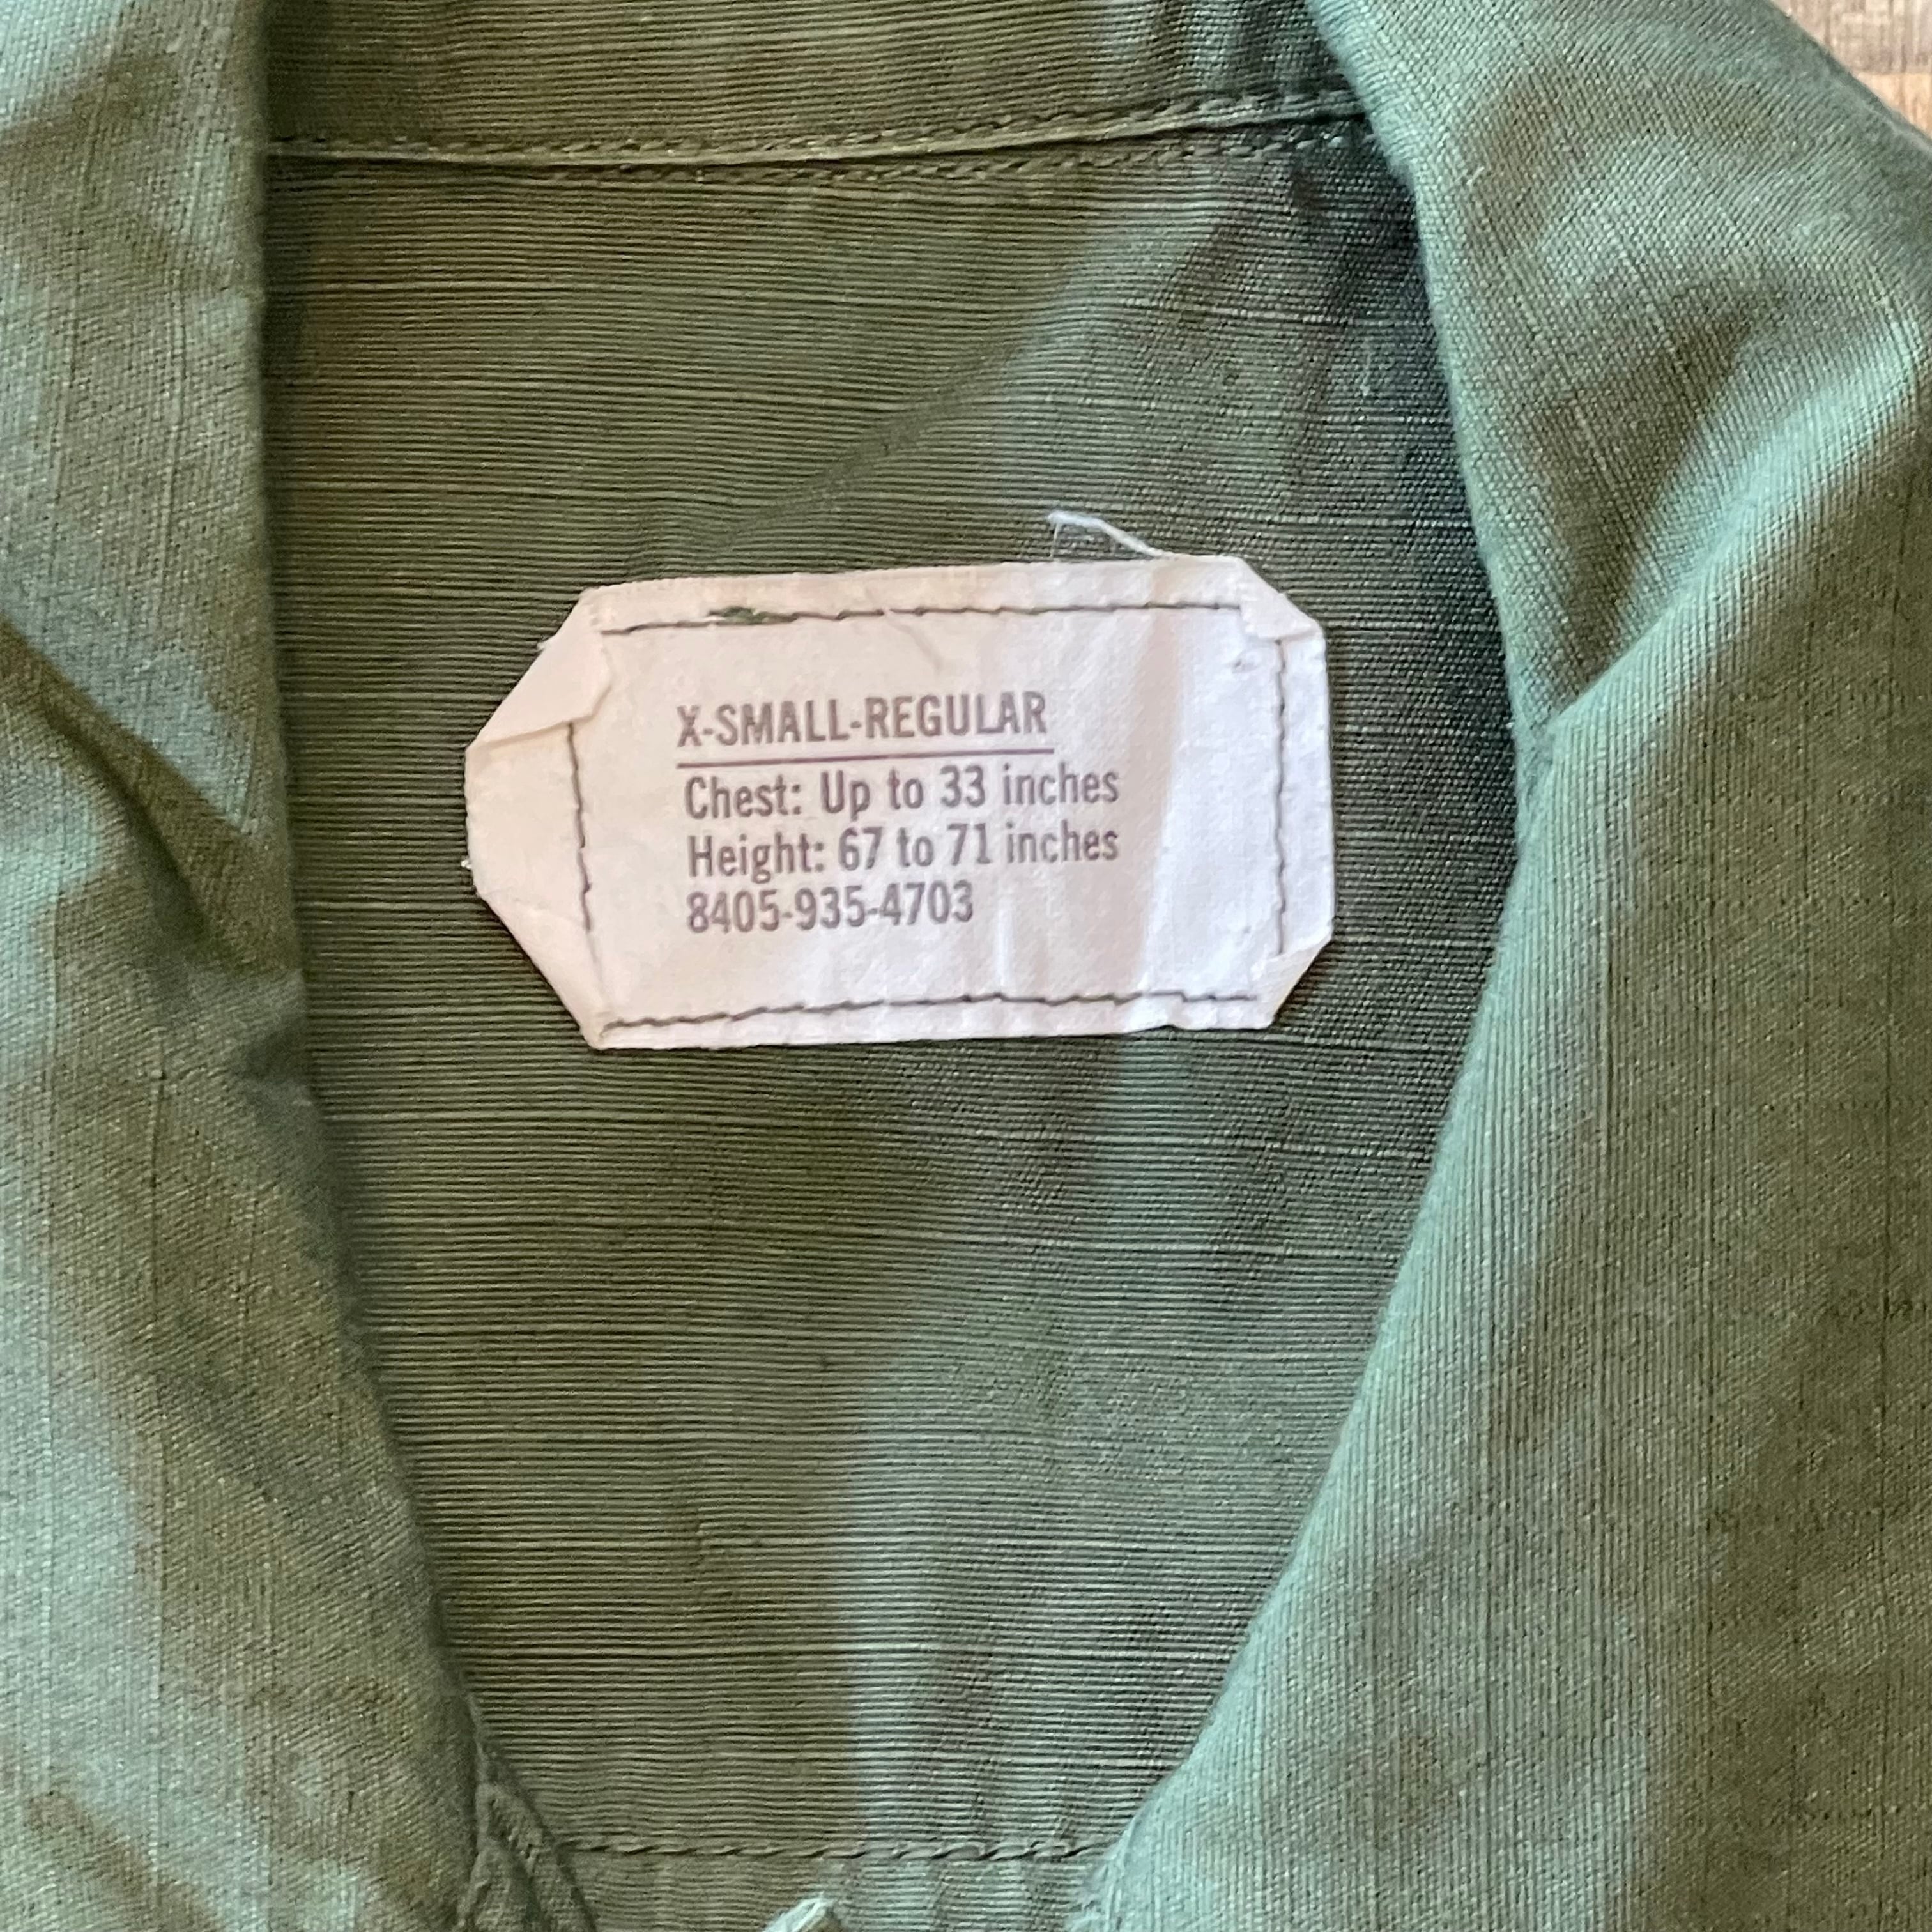 X-SMALL-REGULAR
Chest: Up to 33 inches
Height: 67 to 71 inches
8405-935-4703